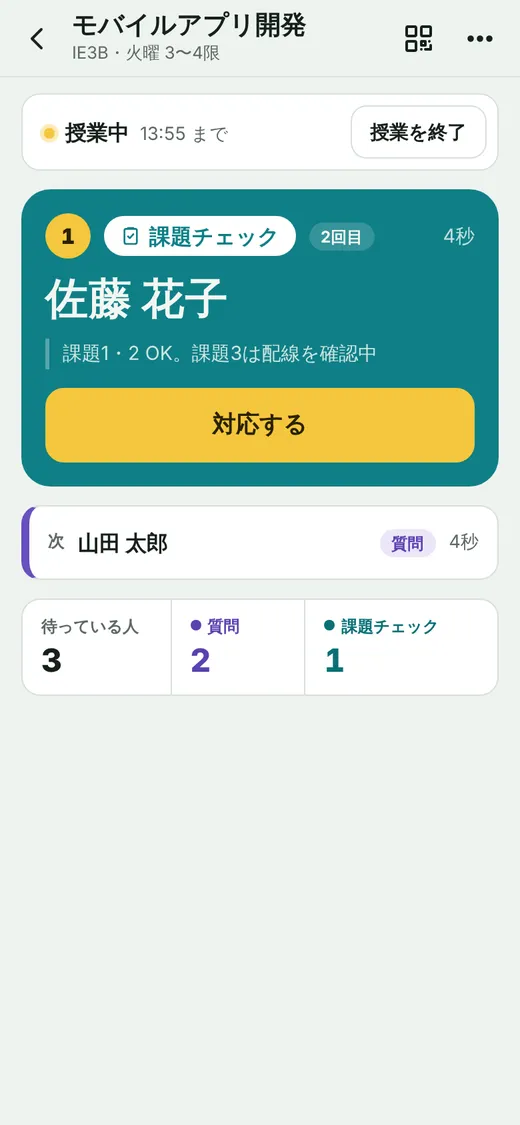 モバイルアプリ開発
IE3B・火曜 3〜4限
授業中 13:55 まで 授業を終了
1 課題チェック 2回目 4秒
佐藤 花子
課題1・2 OK。課題3は配線を確認中
対応する
次 山田 太郎 質問 4秒
待っている人 質問 課題チェック
3 2 1